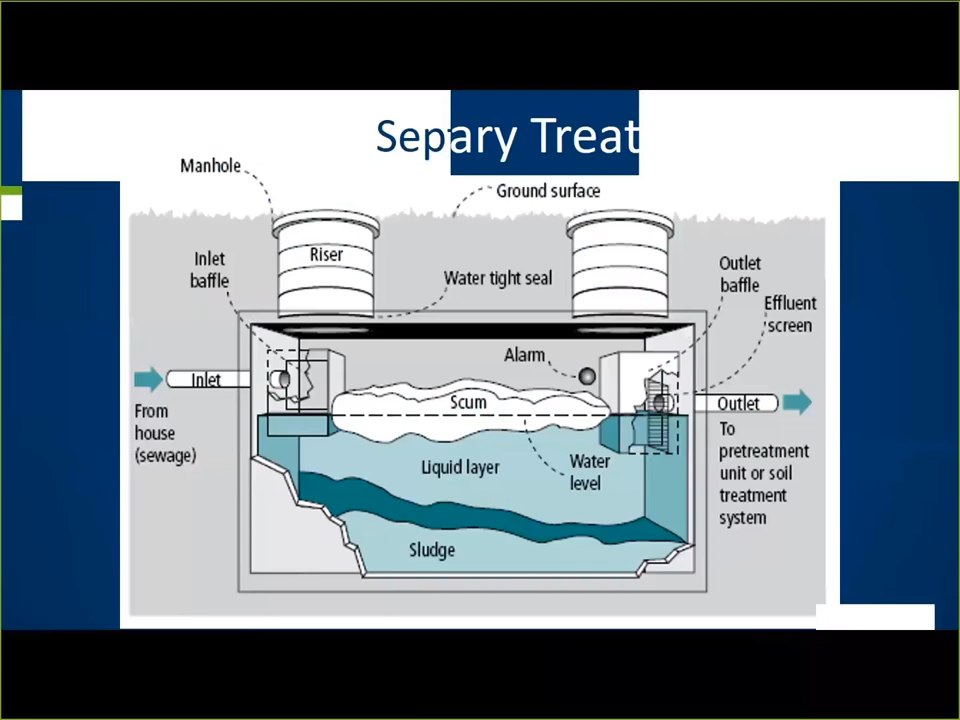 Septary Treat
Manhole
Ground surface
Riser
Inlet
baffle
Water tight seal
Outlet
baffle
Effluent
screen
Alarm
Inlet
Scum
Outlet
From
house
(sewage)
Liquid layer
Water
level
To
pretreatment
unit or soil
treatment
system
Sludge